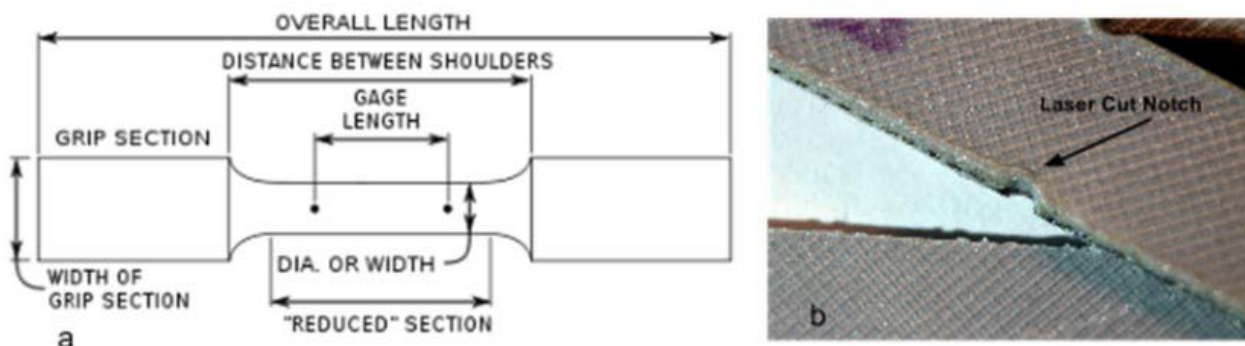 OVERALL LENGTH
DISTANCE BETWEEN SHOULDERS
GAGE
LENGTH
GRIP SECTION
WIDTH OF
GRIP SECTION
DIA. OR WIDTH
"REDUCED" SECTION
a
Laser Cut Notch
b